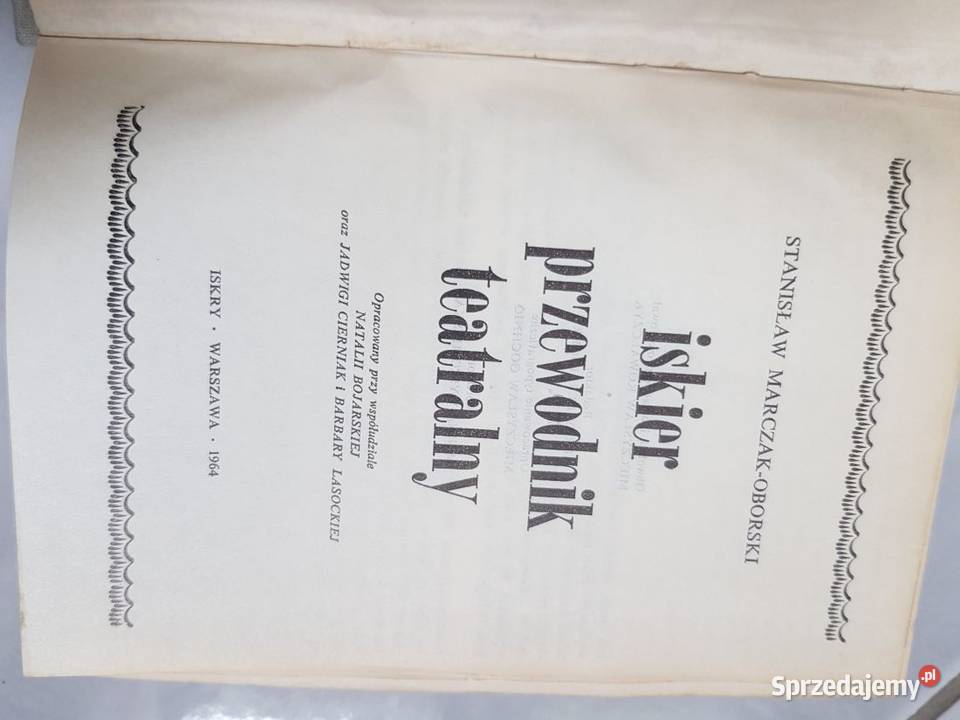 STANISŁAW MARCZAK-OBORSKI
iskier
przewodnik
teatralny
Opracowany przy współudziale
NATALII BOJARSKIEJ
oraz JADWIGI CIERNIAK i BARBARY LASOCKIEJ
ISKRY · WARSZAWA · 1964
Sprzedajemy.pl